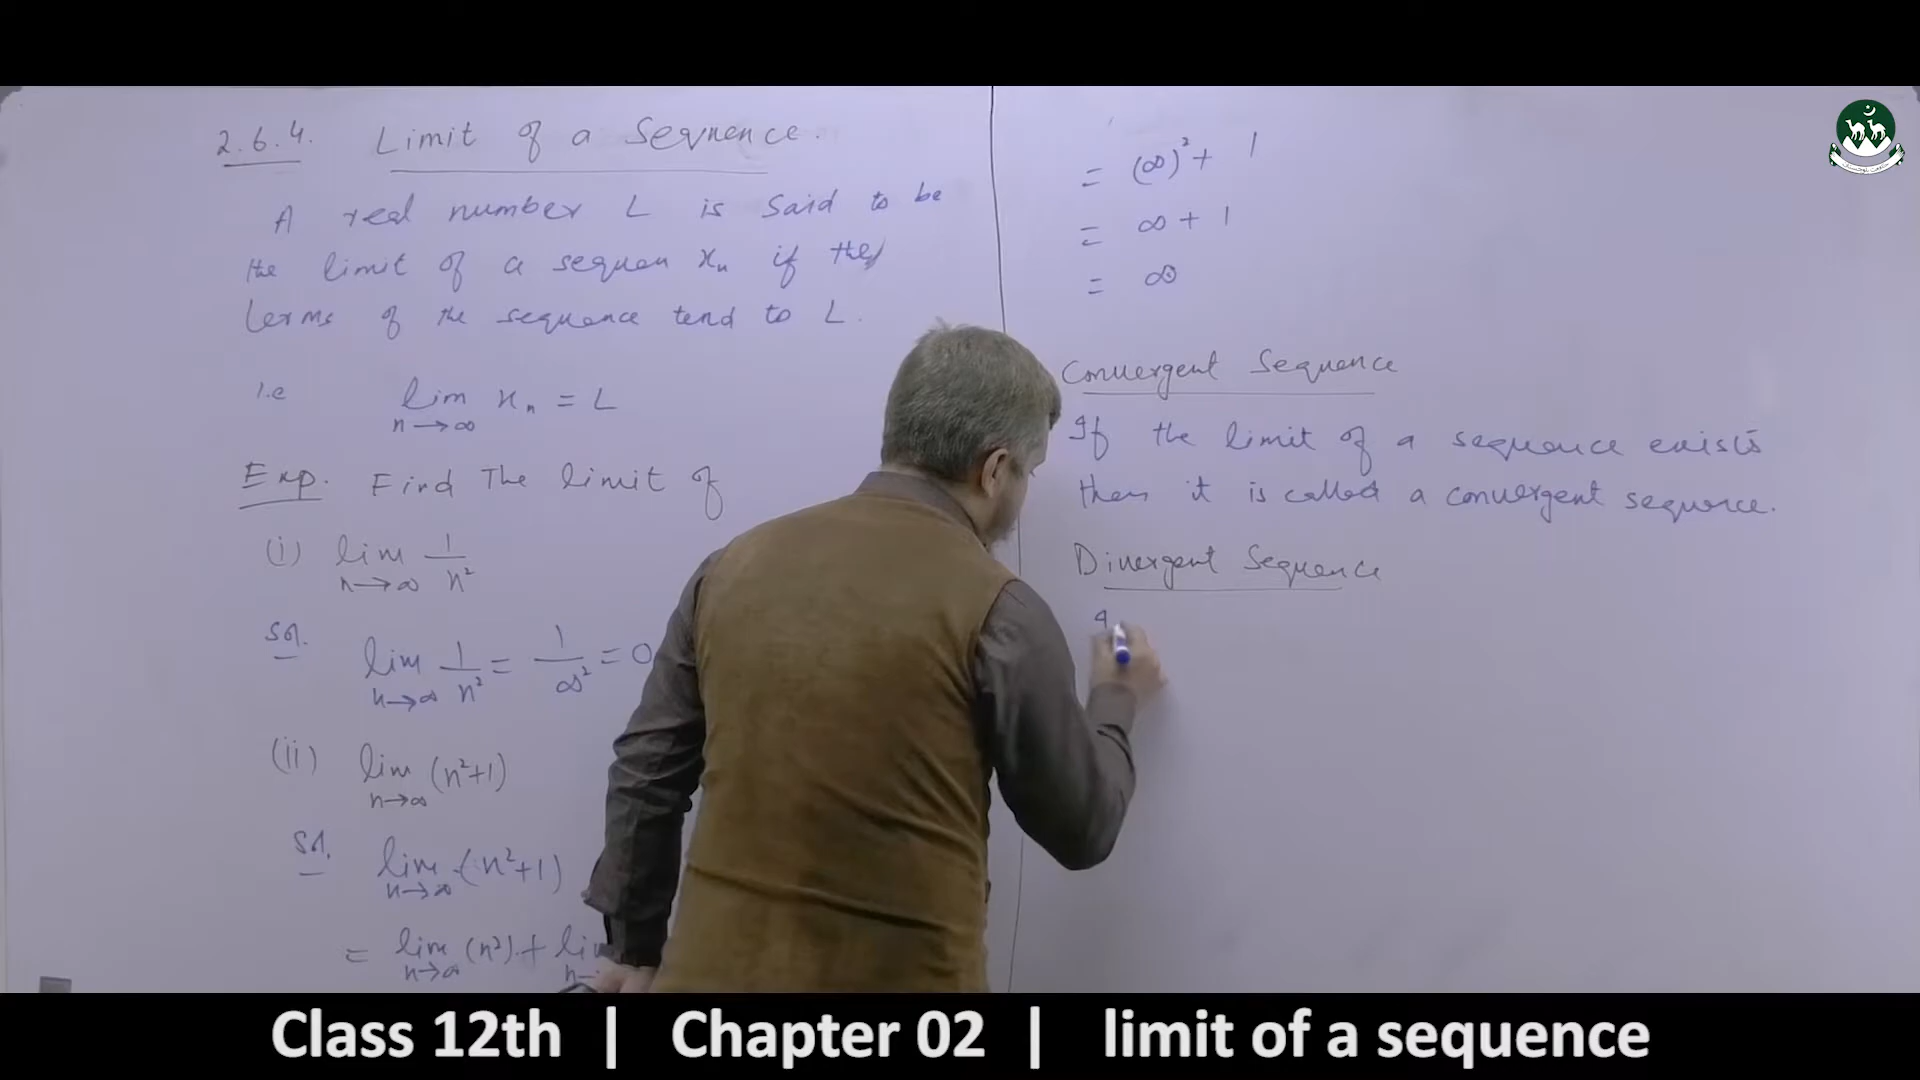 2.6.4. Limit of a Sequence.
A real number L is said to be
the limit of a sequen xₙ if the
terms of the sequence tend to L.
i.e lim n→∞ xₙ = L
Exp. Find The limit of
(i) lim n→∞ 1/n²
Sol. lim n→∞ 1/n² = 1/∞² = 0
(ii) lim n→∞ (n²+1)
Sol. lim n→∞ (n²+1)
= lim n→∞ (n²) + lim n→
= (∞)² + 1
= ∞ + 1
= ∞
Convergent Sequence
If the limit of a sequence exists
then it is called a convergent sequence.
Divergent Sequence
Class 12th | Chapter 02 | limit of a sequence